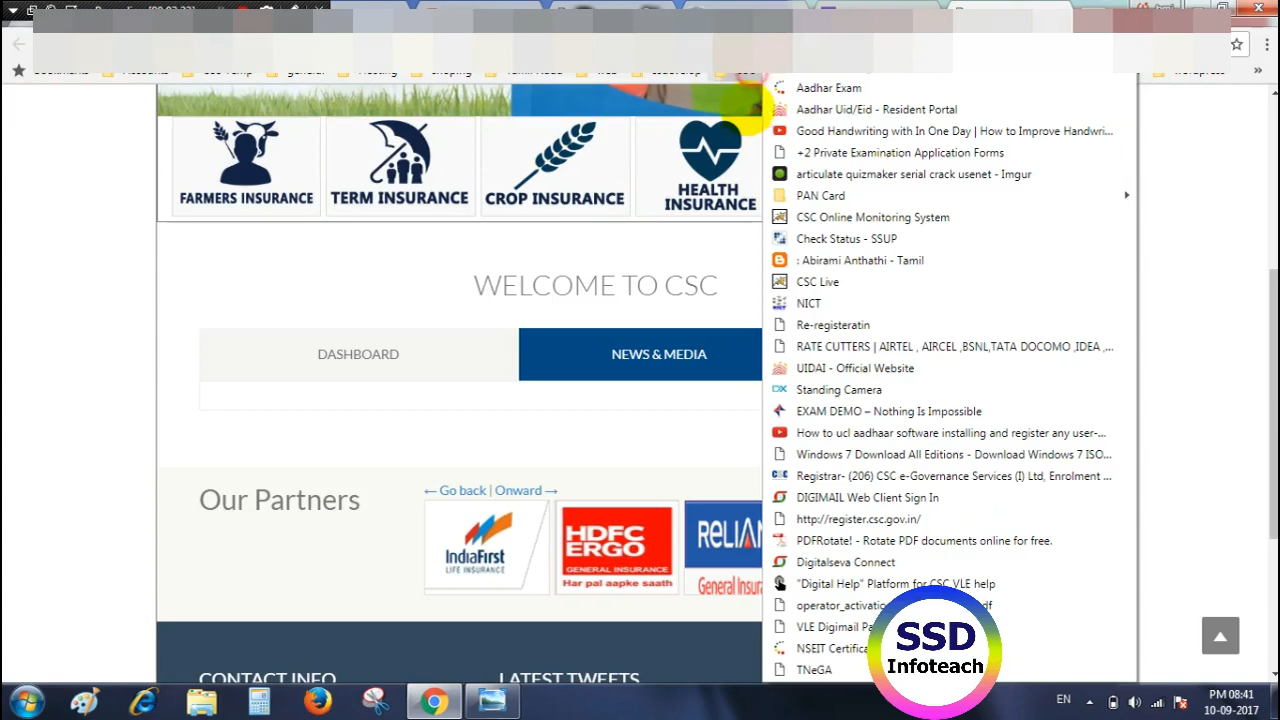 FARMERS INSURANCE
TERM INSURANCE
CROP INSURANCE
HEALTH
INSURANCE
WELCOME TO CSC
DASHBOARD
NEWS & MEDIA
Our Partners
← Go back | Onward →
IndiaFirst
LIFE INSURANCE
HDFC
ERGO
GENERAL INSURANCE
Har pal aapke saath
General
CONTACT INFO
LATEST TWEETS
Aadhar Exam
Aadhar Uid/Eid - Resident Portal
Good Handwriting with In One Day | How to Improve Handwri...
+2 Private Examination Application Forms
articulate quizmaker serial crack usenet - Imgur
PAN Card
CSC Online Monitoring System
Check Status - SSUP
: Abirami Anthathi - Tamil
CSC Live
NICT
Re-registeratin
RATE CUTTERS | AIRTEL , AIRCEL ,BSNL,TATA DOCOMO ,IDEA ,...
UIDAI - Official Website
Standing Camera
EXAM DEMO – Nothing Is Impossible
How to ucl aadhaar software installing and register any user-...
Windows 7 Download All Editions - Download Windows 7 ISO...
Registrar- (206) CSC e-Governance Services (I) Ltd, Enrolment ...
DIGIMAIL Web Client Sign In
http://register.csc.gov.in/
PDFRotate! - Rotate PDF documents online for free.
Digitalseva Connect
"Digital Help" Platform for CSC VLE help
VLE Digimail
NSEIT
TNeGA
SSD
Infoteach
EN
PM 08:41
10-09-2017